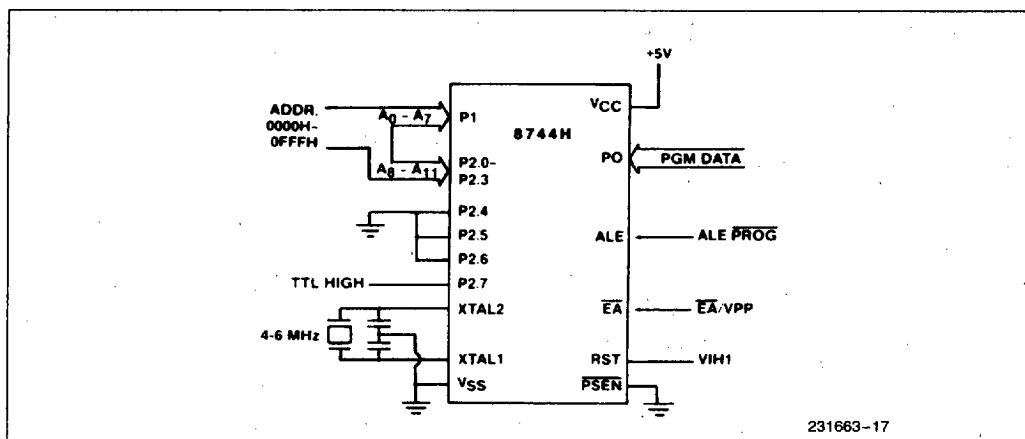 +5V
ADDR.
0000H–
0FFFH
A0 - A7
P1
VCC
8744H
P2.0–
P2.3
A8 - A11
PO
PGM DATA
P2.4
P2.5
P2.6
ALE
ALE PROG
TTL HIGH
P2.7
XTAL2
EA
EA/VPP
4-6 MHz
XTAL1
RST
VIH1
VSS
PSEN
231663–17